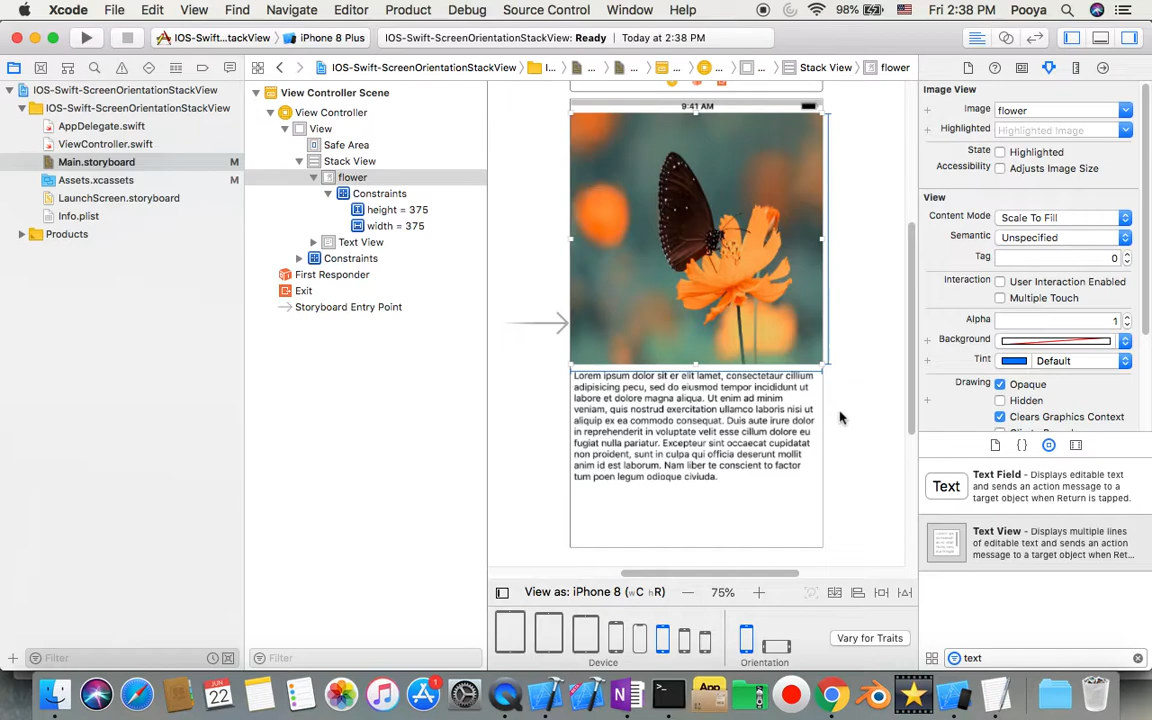 Xcode File Edit View Find Navigate Editor Product Debug Source Control Window Help 98% Fri 2:38 PM Pooya
IOS-Swift...tackView iPhone 8 Plus IOS-Swift-ScreenOrientationStackView: Ready Today at 2:38 PM
IOS-Swift-ScreenOrientationStackView I... ... ... ... ... ... Stack View flower
IOS-Swift-ScreenOrientationStackView
IOS-Swift-ScreenOrientationStackView
AppDelegate.swift
ViewController.swift
Main.storyboard M
Assets.xcassets M
LaunchScreen.storyboard
Info.plist
Products
Filter
View Controller Scene
View Controller
View
Safe Area
Stack View
flower
Constraints
height = 375
width = 375
Text View
Constraints
First Responder
Exit
Storyboard Entry Point
Filter
9:41 AM
Lorem ipsum dolor sit er elit lamet, consectetaur cillium
adipisicing pecu, sed do eiusmod tempor incididunt ut
labore et dolore magna aliqua. Ut enim ad minim
veniam, quis nostrud exercitation ullamco laboris nisi ut
aliquip ex ea commodo consequat. Duis aute irure dolor
in reprehenderit in voluptate velit esse cillum dolore eu
fugiat nulla pariatur. Excepteur sint occaecat cupidatat
non proident, sunt in culpa qui officia deserunt mollit
anim id est laborum. Nam liber te conscient to factor
tum poen legum odioque civiuda.
View as: iPhone 8 (wC hR) 75%
Device
Orientation
Vary for Traits
Image View
Image flower
Highlighted Highlighted Image
State Highlighted
Accessibility Adjusts Image Size
View
Content Mode Scale To Fill
Semantic Unspecified
Tag 0
Interaction User Interaction Enabled
Multiple Touch
Alpha 1
Background
Tint Default
Drawing Opaque
Hidden
Clears Graphics Context
Text
Text Field - Displays editable text
and sends an action message to a
target object when Return is tapped.
Text View - Displays multiple lines
of editable text and sends an action
message to a target object when Ret...
text
JUN
22
1
App